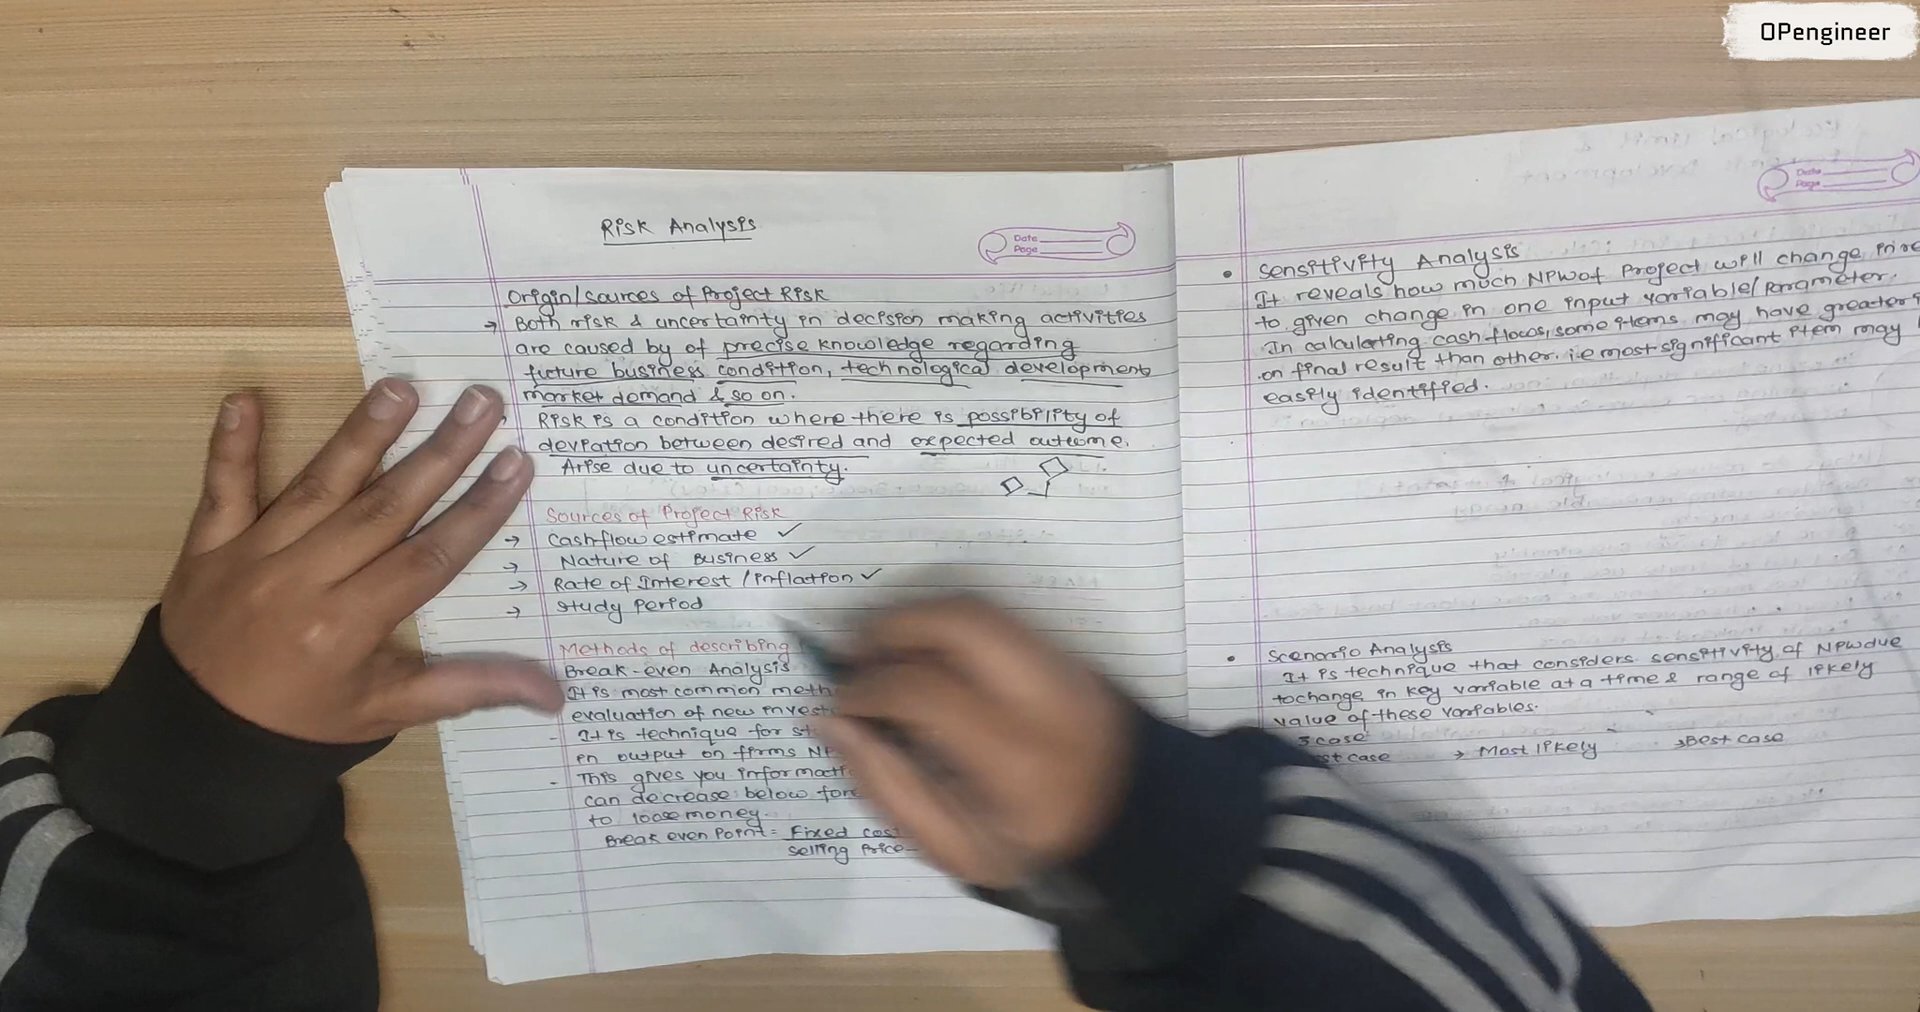 OPengineer
Risk Analysis
Date
Page
Origin/sources of Project Risk
→ Both risk & uncertainty in decision making activities
are caused by of precise knowledge regarding
future business condition, technological development
market demand & so on.
Risk is a condition where there is possibility of
deviation between desired and expected outcome.
Arise due to uncertainty.
Sources of Project Risk
→ Cashflow estimate ✓
→ Nature of Business ✓
→ Rate of Interest / inflation ✓
→ Study period
Methods of describing
Break-even Analysis
It is most common meth
evaluation of new invest
- It is technique for st
en output on firms NP
- This gives you informati
can decrease below for
to loose money.
Break even Point = Fixed cos
Selling Price -
Date
Page
• Sensitivity Analysis
It reveals how much NPW of Project will change in re
to given change in one input variable/Parameter.
In calculating cash flows, some items may have greater i
on final result than other. i.e most significant item may
easily identified.
• Scenario Analysis
It is technique that considers sensitivity of NPW due
to change in key variable at a time & range of likely
value of these variables.
3 case
st case → Most likely → Best case